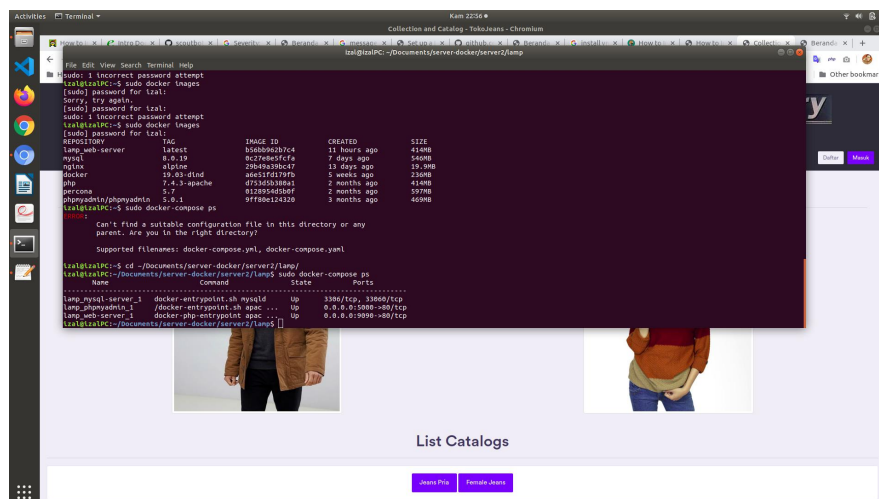 Activities Terminal Kam 22:56
Collection and Catalog - TokoJeans - Chromium
izal@izalPC: ~/Documents/server-docker/server2/lamp
File Edit View Search Terminal Help
Other bookmar
sudo: 1 incorrect password attempt
izal@izalPC:~$ sudo docker images
[sudo] password for izal:
Sorry, try again.
[sudo] password for izal:
sudo: 1 incorrect password attempt
izal@izalPC:~$ sudo docker images
[sudo] password for izal:
REPOSITORY TAG IMAGE ID CREATED SIZE
lamp_web-server latest b56bb962b7c4 11 hours ago 414MB
mysql 8.0.19 0c27e8e5fcfa 7 days ago 546MB
nginx alpine 29b49a39bc47 13 days ago 19.9MB
docker 19.03-dind a6e51fd179fb 5 weeks ago 236MB
php 7.4.3-apache d753d5b380a1 2 months ago 414MB
percona 5.7 0128954d5b0f 2 months ago 597MB
phpmyadmin/phpmyadmin 5.0.1 9ff80e124320 3 months ago 469MB
izal@izalPC:~$ sudo docker-compose ps
ERROR:
Can't find a suitable configuration file in this directory or any
parent. Are you in the right directory?
Supported filenames: docker-compose.yml, docker-compose.yaml
izal@izalPC:~$ cd ~/Documents/server-docker/server2/lamp/
izal@izalPC:~/Documents/server-docker/server2/lamp$ sudo docker-compose ps
Name Command State Ports
--------------------------------------------------------------------------------
lamp_mysql-server_1 docker-entrypoint.sh mysqld Up 3306/tcp, 33060/tcp
lamp_phpmyadmin_1 /docker-entrypoint.sh apac ... Up 0.0.0.0:5000->80/tcp
lamp_web-server_1 docker-php-entrypoint apac ... Up 0.0.0.0:9090->80/tcp
izal@izalPC:~/Documents/server-docker/server2/lamp$
Daftar Masuk
List Catalogs
Jeans Pria Female Jeans